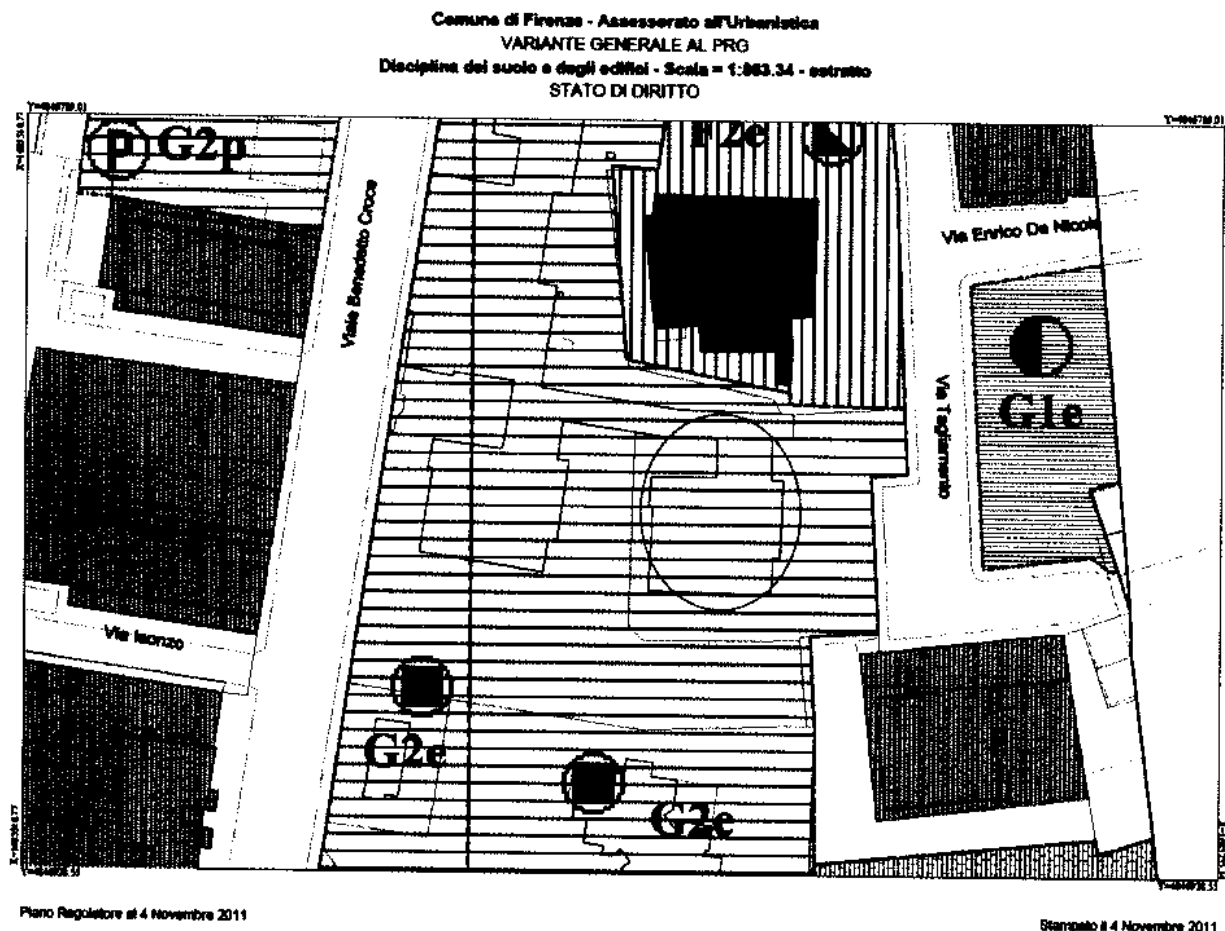 Comune di Firenze - Assessorato all'Urbanistica
VARIANTE GENERALE AL PRG
Disciplina del suolo e degli edifici - Scala = 1:863.34 - estratto
STATO DI DIRITTO
P G2p
F2e
Viale Benedetto Croce
Via Enrico De Nicola
G1e
Via Tagliamento
Via Isonzo
G2e
G2e
Piano Regolatore al 4 Novembre 2011
Stampato il 4 Novembre 2011